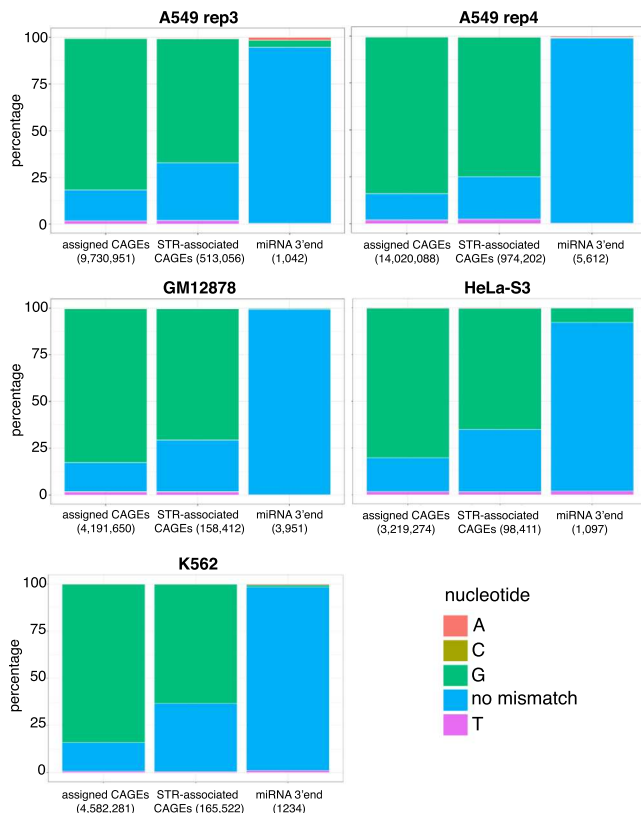 A549 rep3
A549 rep4
percentage
100
75
50
25
0
assigned CAGEs
(9,730,951)
STR-associated
CAGEs (513,056)
miRNA 3'end
(1,042)
assigned CAGEs
(14,020,088)
STR-associated
CAGEs (974,202)
miRNA 3'end
(5,612)
GM12878
HeLa-S3
percentage
100
75
50
25
0
assigned CAGEs
(4,191,650)
STR-associated
CAGEs (158,412)
miRNA 3'end
(3,951)
assigned CAGEs
(3,219,274)
STR-associated
CAGEs (98,411)
miRNA 3'end
(1,097)
K562
percentage
100
75
50
25
0
assigned CAGEs
(4,582,281)
STR-associated
CAGEs (165,522)
miRNA 3'end
(1234)
nucleotide
A
C
G
no mismatch
T